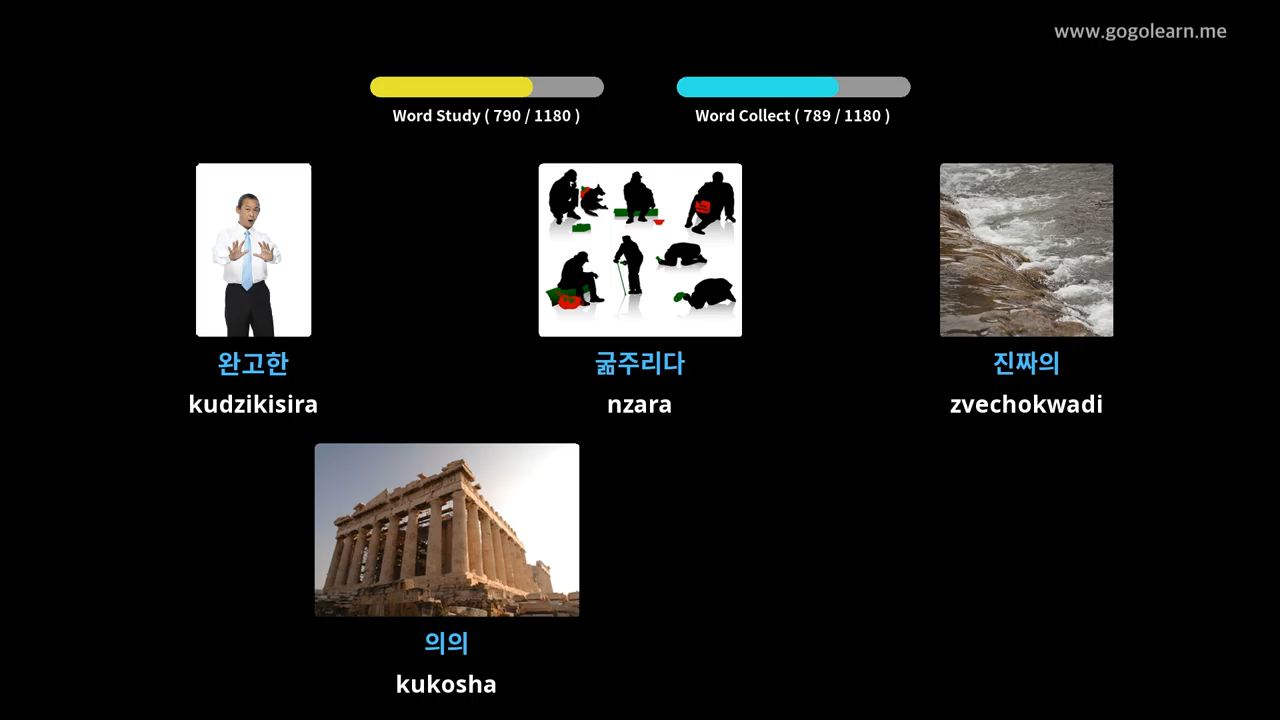 www.gogolearn.me
Word Study ( 790 / 1180 )
Word Collect ( 789 / 1180 )
완고한
굶주리다
진짜의
kudzikisira
nzara
zvechokwadi
의의
kukosha